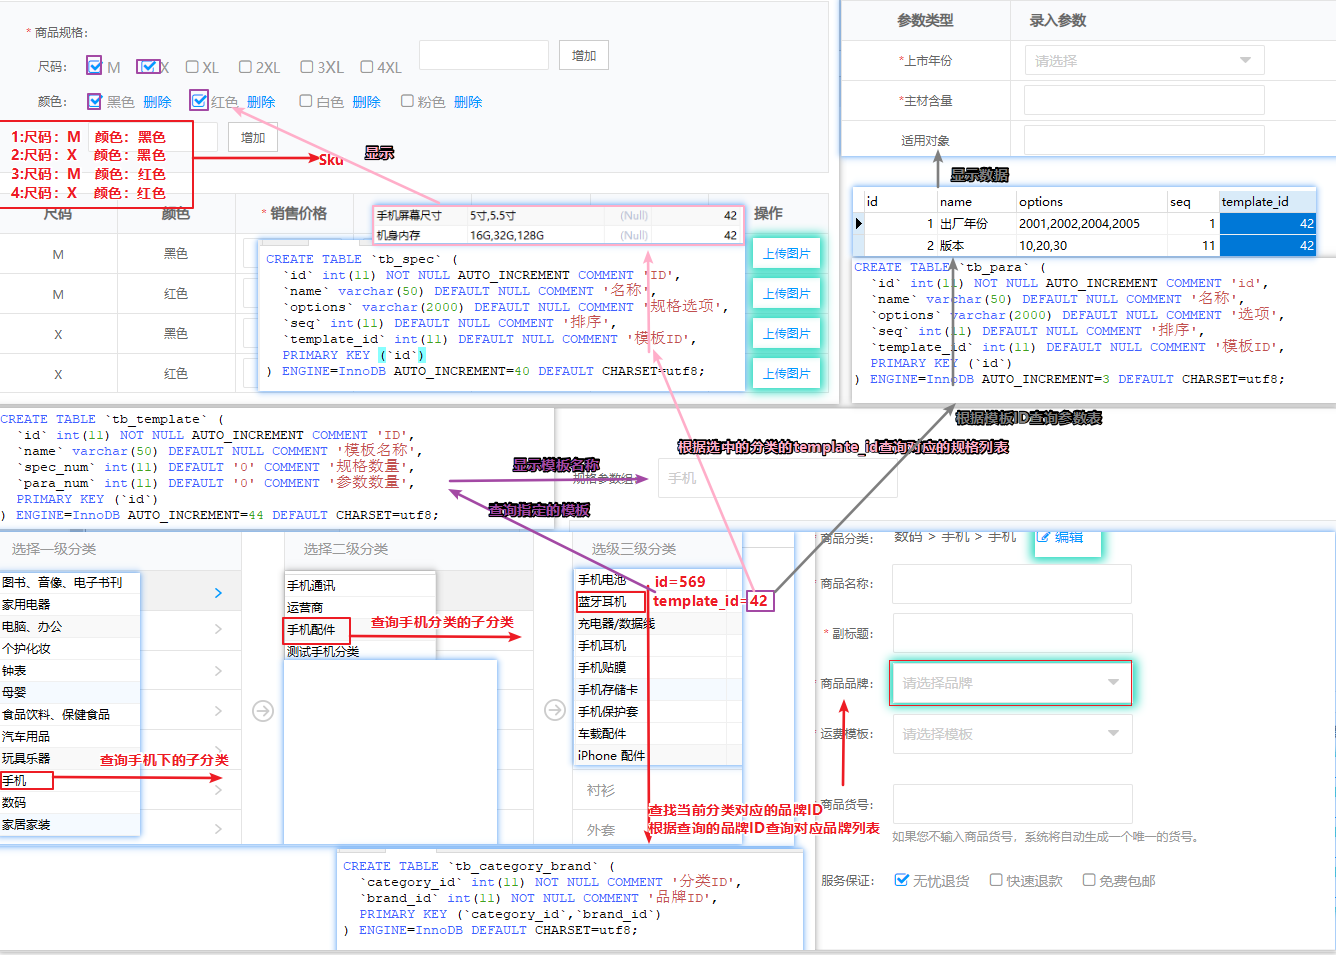 * 商品规格:
尺码: M X XL 2XL 3XL 4XL 增加
颜色: 黑色 删除 红色 删除 白色 删除 粉色 删除
增加
1:尺码: M 颜色: 黑色
2:尺码: X 颜色: 黑色
3:尺码: M 颜色: 红色
4:尺码: X 颜色: 红色
Sku
显示
尺码 颜色 * 销售价格 操作
手机屏幕尺寸 5寸,5.5寸 (Null) 42
机身内存 16G,32G,128G (Null) 42
M 黑色 上传图片
M 红色 上传图片
X 黑色 上传图片
X 红色 上传图片
CREATE TABLE `tb_spec` (
`id` int(11) NOT NULL AUTO_INCREMENT COMMENT 'ID',
`name` varchar(50) DEFAULT NULL COMMENT '名称',
`options` varchar(2000) DEFAULT NULL COMMENT '规格选项',
`seq` int(11) DEFAULT NULL COMMENT '排序',
`template_id` int(11) DEFAULT NULL COMMENT '模板ID',
PRIMARY KEY (`id`)
) ENGINE=InnoDB AUTO_INCREMENT=40 DEFAULT CHARSET=utf8;
参数类型 录入参数
*上市年份 请选择
*主材含量
适用对象
显示数据
id name options seq template_id
1 出厂年份 2001,2002,2004,2005 1 42
2 版本 10,20,30 11 42
CREATE TABLE `tb_para` (
`id` int(11) NOT NULL AUTO_INCREMENT COMMENT 'id',
`name` varchar(50) DEFAULT NULL COMMENT '名称',
`options` varchar(2000) DEFAULT NULL COMMENT '选项',
`seq` int(11) DEFAULT NULL COMMENT '排序',
`template_id` int(11) DEFAULT NULL COMMENT '模板ID',
PRIMARY KEY (`id`)
) ENGINE=InnoDB AUTO_INCREMENT=3 DEFAULT CHARSET=utf8;
根据模板ID查询参数表
CREATE TABLE `tb_template` (
`id` int(11) NOT NULL AUTO_INCREMENT COMMENT 'ID',
`name` varchar(50) DEFAULT NULL COMMENT '模板名称',
`spec_num` int(11) DEFAULT '0' COMMENT '规格数量',
`para_num` int(11) DEFAULT '0' COMMENT '参数数量',
PRIMARY KEY (`id`)
) ENGINE=InnoDB AUTO_INCREMENT=44 DEFAULT CHARSET=utf8;
根据选中的分类的template_id查询对应的规格列表
显示模板名称
规格参数组: 手机
查询指定的模板
选择一级分类 选择二级分类 选级三级分类
图书、音像、电子书刊
家用电器
电脑、办公
个护化妆
钟表
母婴
食品饮料、保健食品
汽车用品
玩具乐器
手机
数码
家居家装
查询手机下的子分类
手机通讯
运营商
手机配件
测试手机分类
查询手机分类的子分类
手机电池
蓝牙耳机
充电器/数据线
手机耳机
手机贴膜
手机存储卡
手机保护套
车载配件
iPhone 配件
衬衫
外套
id=569
template_id=42
查找当前分类对应的品牌ID
根据查询的品牌ID查询对应品牌列表
商品分类: 数码 > 手机 > 手机 编辑
* 商品名称:
* 副标题:
* 商品品牌: 请选择品牌
运费模板: 请选择模板
商品货号:
如果您不输入商品货号，系统将自动生成一个唯一的货号。
服务保证: 无忧退货 快速退款 免费包邮
CREATE TABLE `tb_category_brand` (
`category_id` int(11) NOT NULL COMMENT '分类ID',
`brand_id` int(11) NOT NULL COMMENT '品牌ID',
PRIMARY KEY (`category_id`,`brand_id`)
) ENGINE=InnoDB DEFAULT CHARSET=utf8;